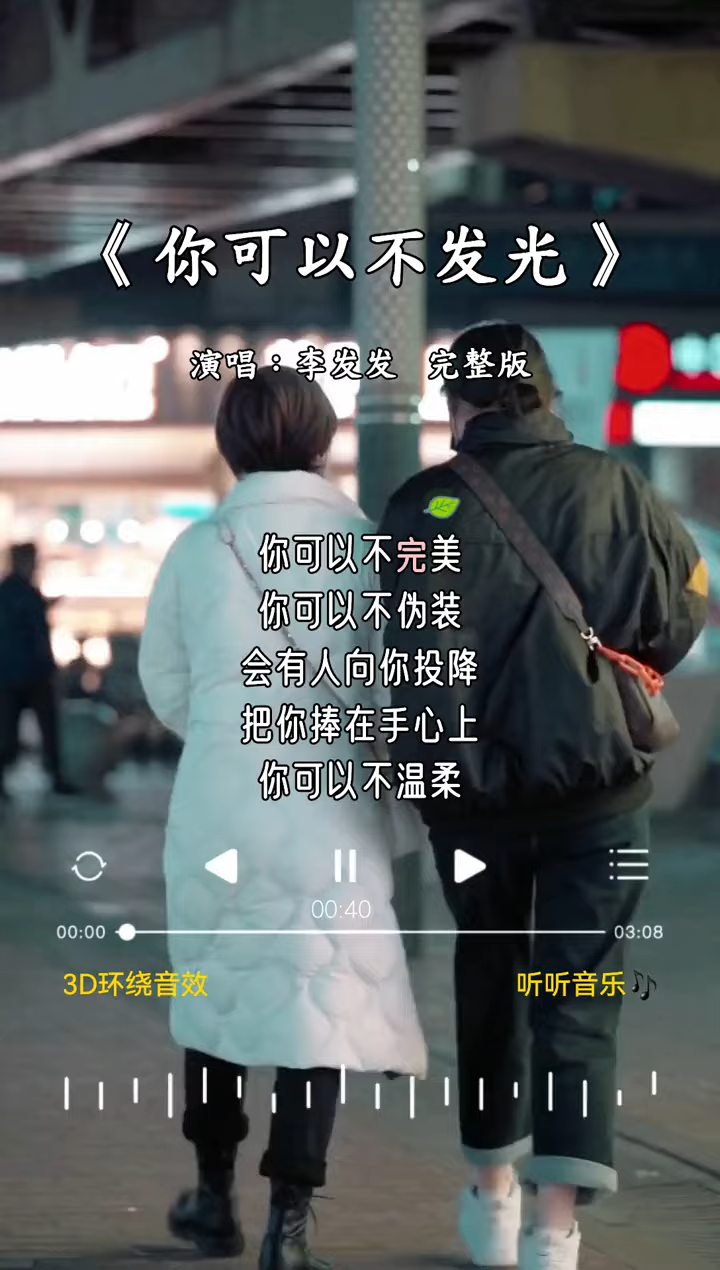 《你可以不发光》
演唱：李发发 完整版
你可以不完美
你可以不伪装
会有人向你投降
把你捧在手心上
你可以不温柔
00:40
00:00 03:08
3D环绕音效 听听音乐🎶